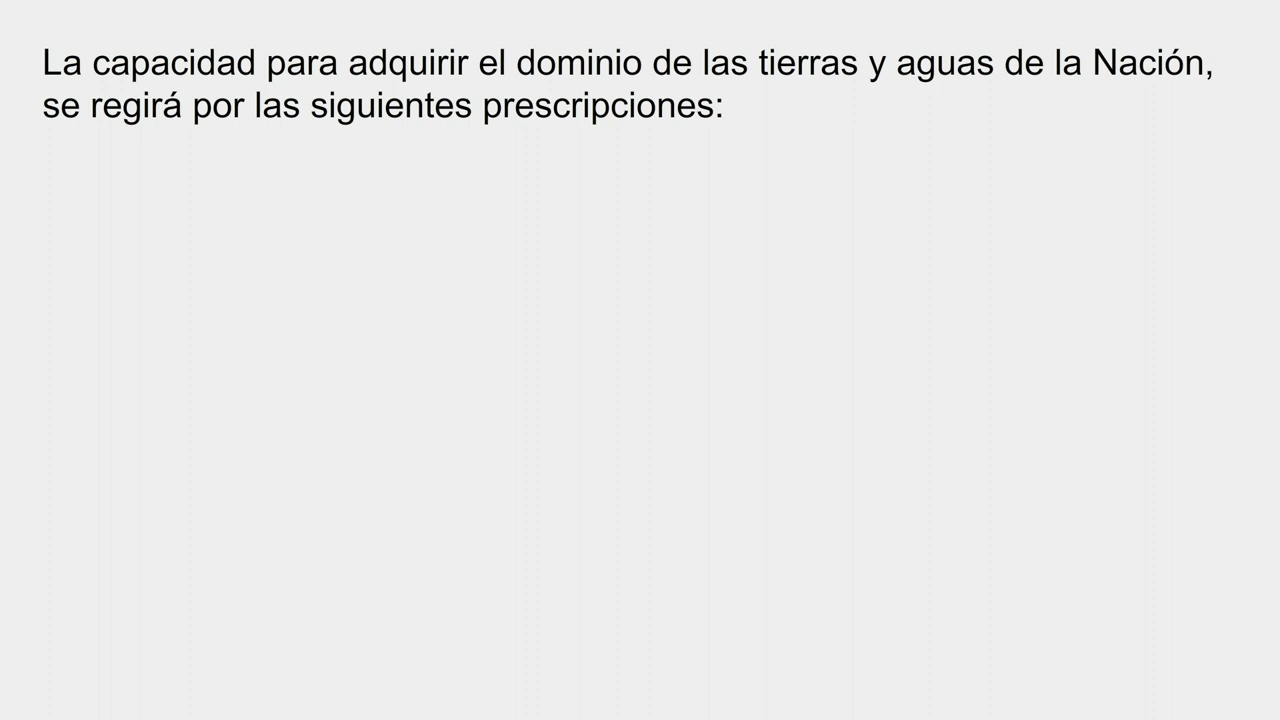 La capacidad para adquirir el dominio de las tierras y aguas de la Nación,
se regirá por las siguientes prescripciones: